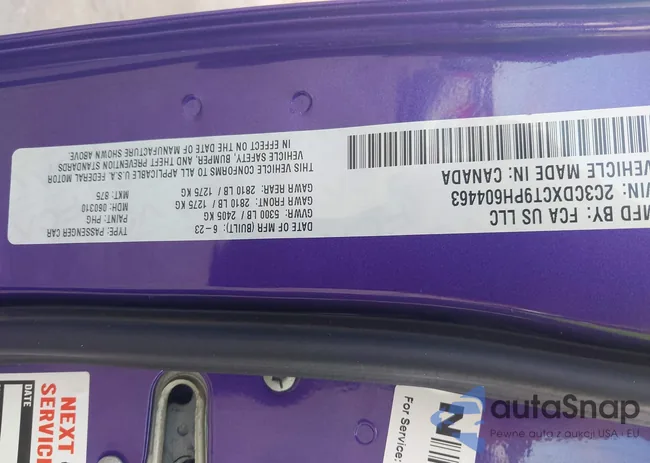 MFD BY: FCA US LLC
VIN: 2C3CDXCT9PH604463
VEHICLE MADE IN: CANADA
DATE OF MFR (BUILT): 6-23
GVWR: 5300 LB 2405 KG
GAWR FRONT: 2810 LB / 1275 KG
GAWR REAR: 2810 LB / 1275 KG
THIS VEHICLE CONFORMS TO ALL APPLICABLE U.S.A. FEDERAL MOTOR
VEHICLE SAFETY, BUMPER, AND THEFT PREVENTION STANDARDS
IN EFFECT ON THE DATE OF MANUFACTURE SHOWN ABOVE.
TYPE: PASSENGER CAR
PAINT: PHG
MDH: 060310
MKT: 875
NEXT
SERVICE
DATE
For Service:
N
autaSnap
Pewne auta z aukcji USA - EU